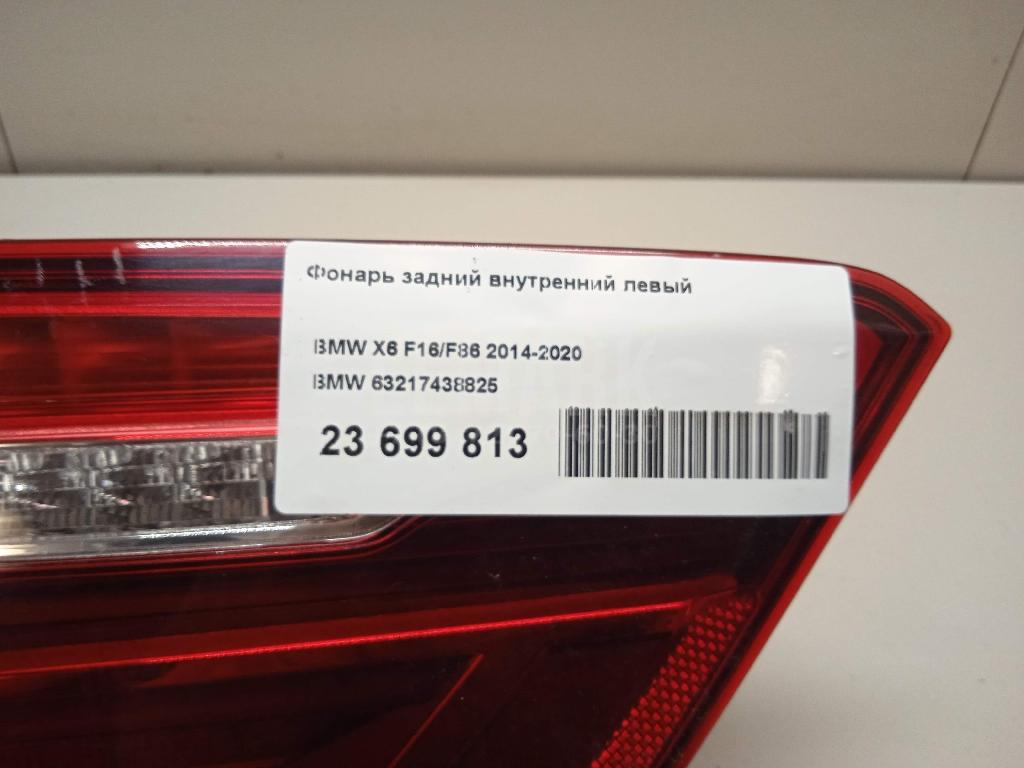 Фонарь задний внутренний левый
BMW X6 F16/F86 2014-2020
BMW 63217438825
23 699 813